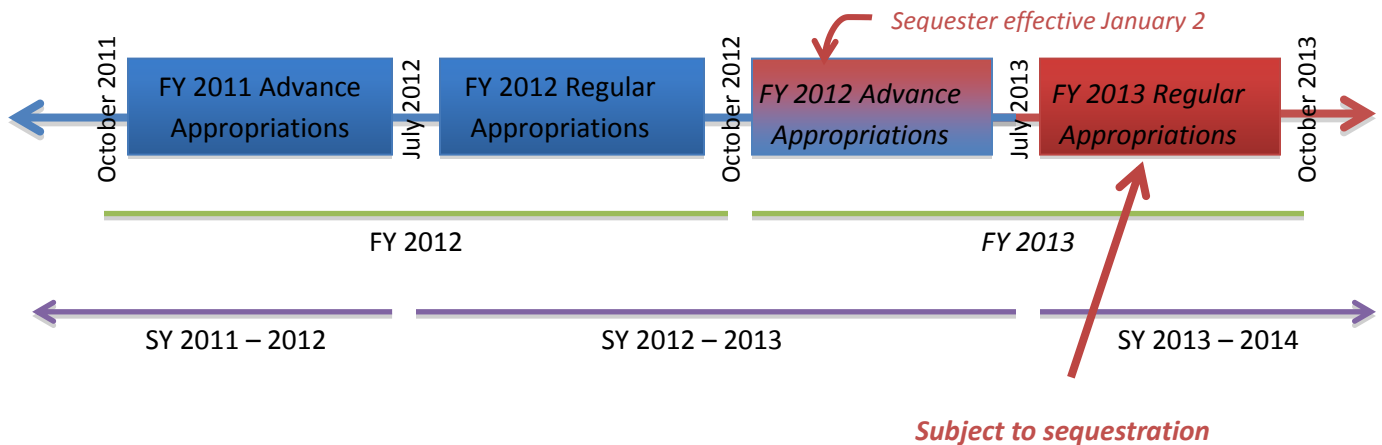 Sequester effective January 2
October 2011
FY 2011 Advance
Appropriations
July 2012
FY 2012 Regular
Appropriations
October 2012
FY 2012 Advance
Appropriations
July 2013
FY 2013 Regular
Appropriations
October 2013
FY 2012
FY 2013
SY 2011 – 2012
SY 2012 – 2013
SY 2013 – 2014
Subject to sequestration